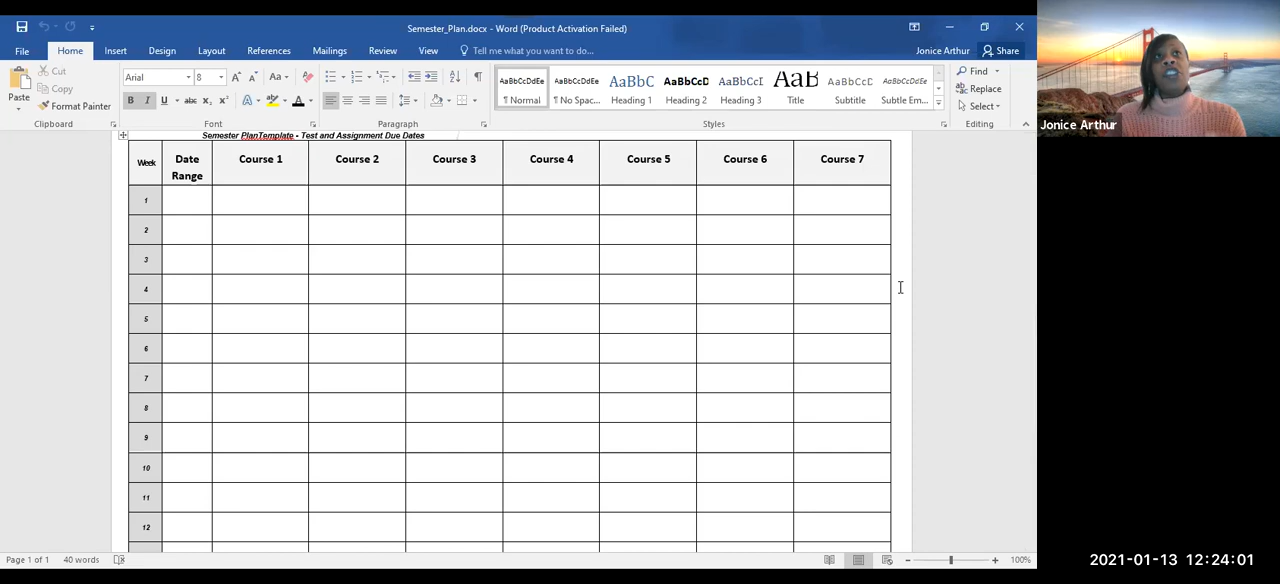 Semester_Plan.docx - Word (Product Activation Failed)
File Home Insert Design Layout References Mailings Review View Tell me what you want to do... Jonice Arthur Share
Paste Cut Copy Format Painter
Arial 8
AaBbCcDdEe AaBbCcDdEe AaBbC AaBbCcD AaBbCcI AaB AaBbCcD AaBbCcDdEe
¶ Normal ¶ No Spac... Heading 1 Heading 2 Heading 3 Title Subtitle Subtle Em...
Find Replace Select
Clipboard Font Paragraph Styles Editing
Jonice Arthur
Semester PlanTemplate - Test and Assignment Due Dates
Week Date Range Course 1 Course 2 Course 3 Course 4 Course 5 Course 6 Course 7
1
2
3
4
5
6
7
8
9
10
11
12
Page 1 of 1 40 words 100%
2021-01-13 12:24:01